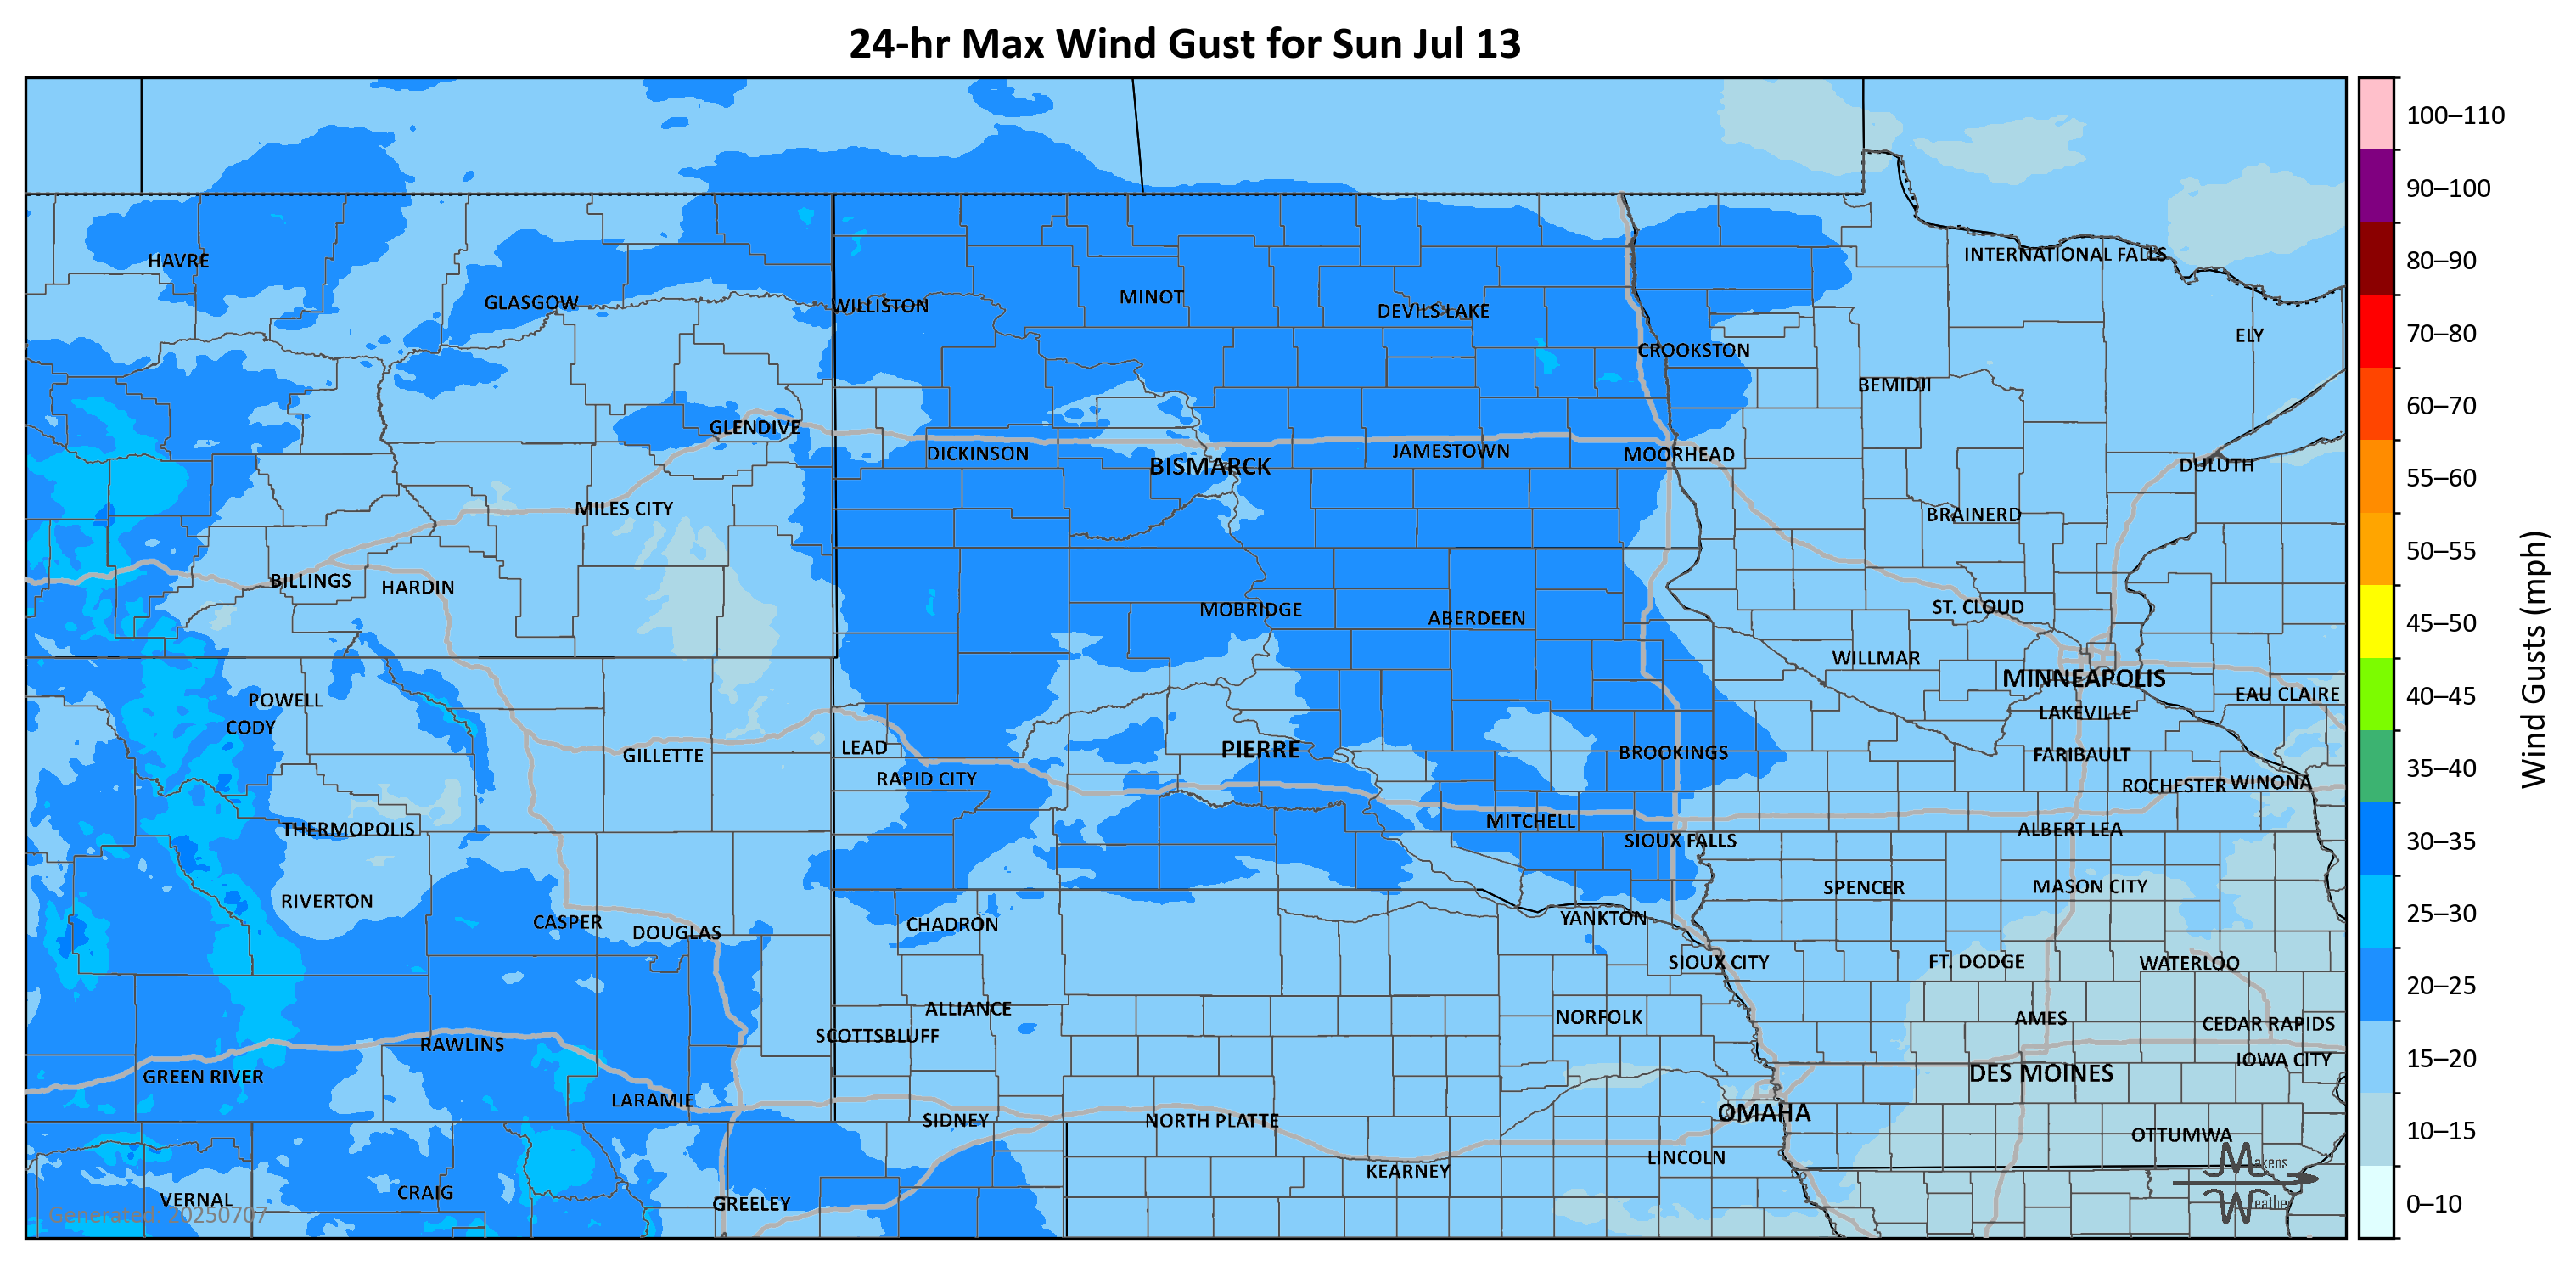 24-hr Max Wind Gust for Sun Jul 13
100–110
90–100
HAVRE
INTERNATIONAL FALLS
80–90
GLASGOW
WILLISTON
MINOT
DEVILS LAKE
ELY
70–80
CROOKSTON
BEMIDJI
60–70
GLENDIVE
DICKINSON
BISMARCK
JAMESTOWN
MOORHEAD
DULUTH
55–60
MILES CITY
BRAINERD
50–55
BILLINGS
HARDIN
MOBRIDGE
ABERDEEN
ST. CLOUD
45–50
WILLMAR
MINNEAPOLIS
POWELL
EAU CLAIRE
40–45
CODY
LAKEVILLE
Wind Gusts (mph)
GILLETTE
LEAD
PIERRE
BROOKINGS
FARIBAULT
35–40
RAPID CITY
ROCHESTER
WINONA
THERMOPOLIS
MITCHELL
SIOUX FALLS
ALBERT LEA
30–35
RIVERTON
SPENCER
MASON CITY
CASPER
DOUGLAS
CHADRON
YANKTON
25–30
SIOUX CITY
FT. DODGE
WATERLOO
20–25
ALLIANCE
NORFOLK
AMES
CEDAR RAPIDS
RAWLINS
SCOTTSBLUFF
IOWA CITY
15–20
GREEN RIVER
DES MOINES
LARAMIE
SIDNEY
NORTH PLATTE
OMAHA
OTTUMWA
10–15
KEARNEY
LINCOLN
Makens
VERNAL
CRAIG
GREELEY
Weather
0–10
Generated: 20250707